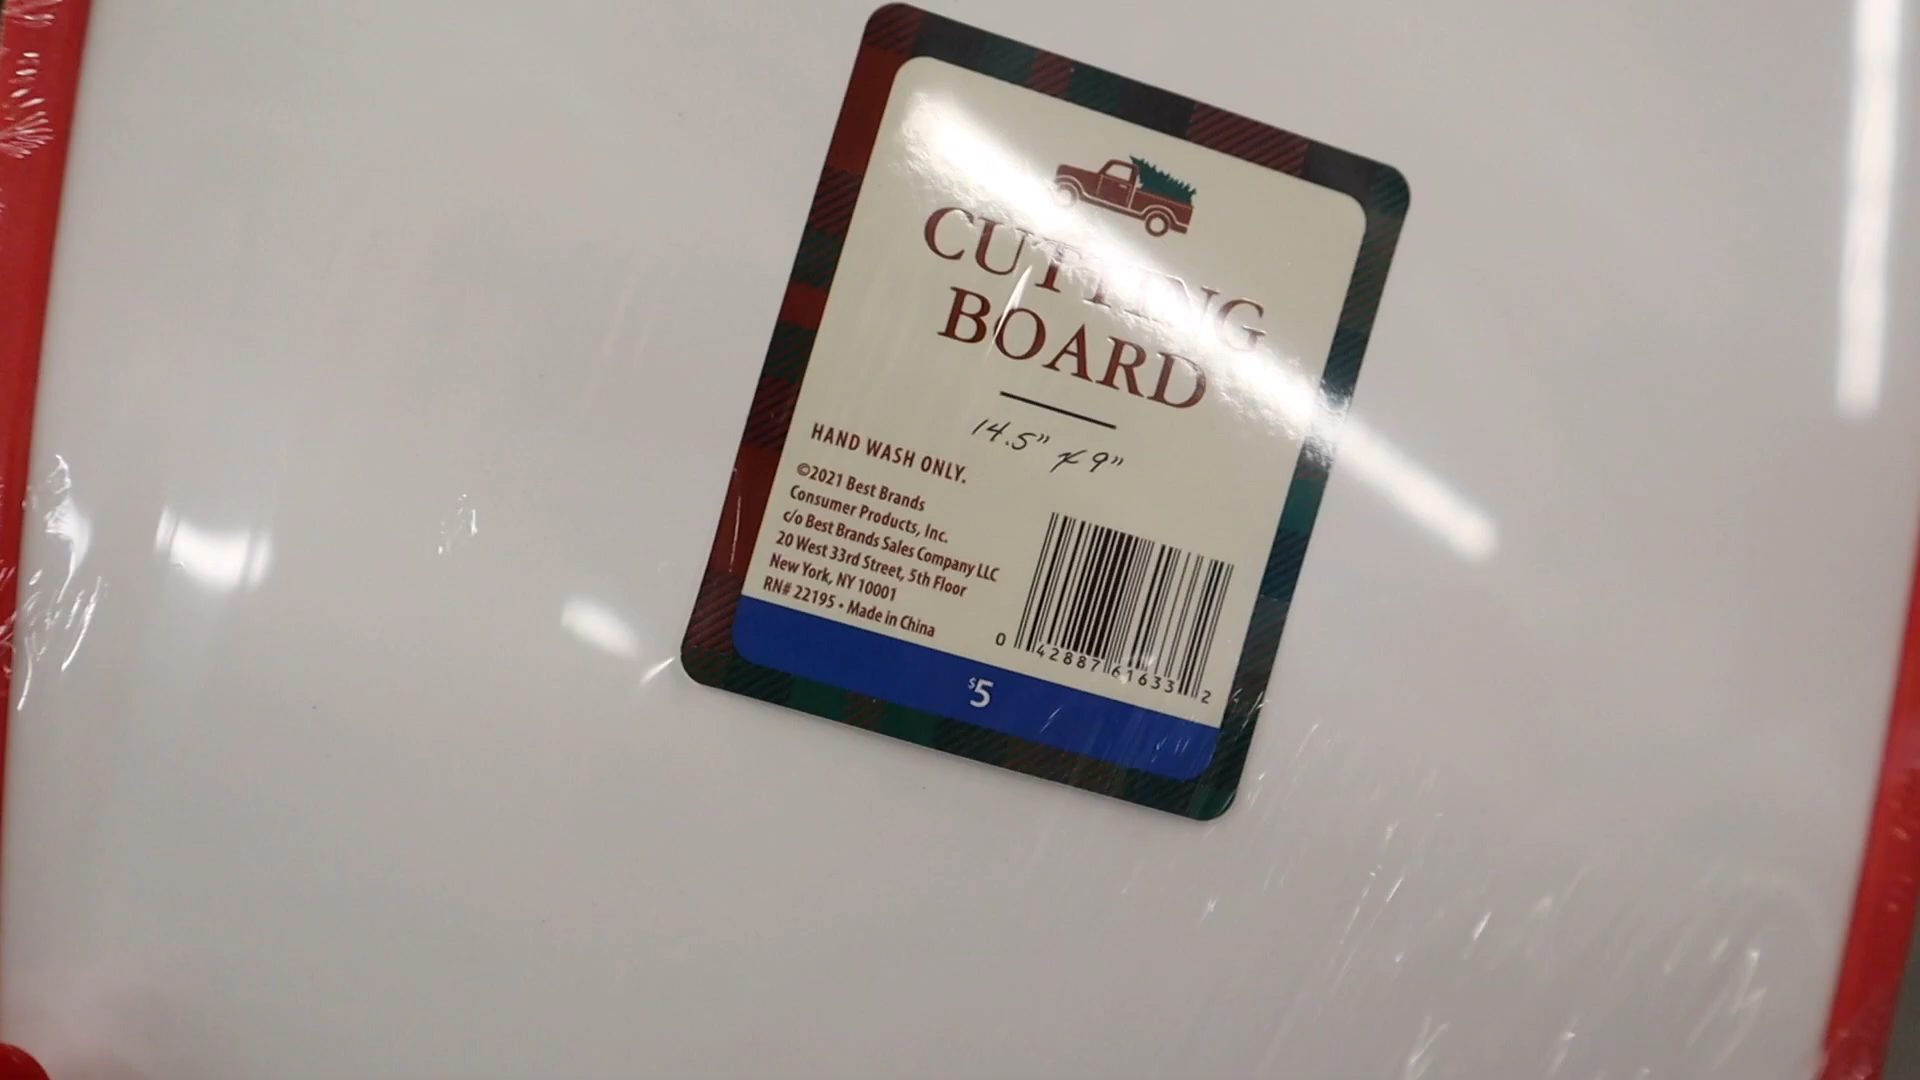 CUTTING
BOARD
14.5" x 9"
HAND WASH ONLY.
©2021 Best Brands
Consumer Products, Inc.
c/o Best Brands Sales Company LLC
20 West 33rd Street, 5th Floor
New York, NY 10001
RN# 22195 • Made in China
0 42887 61633 2
$5